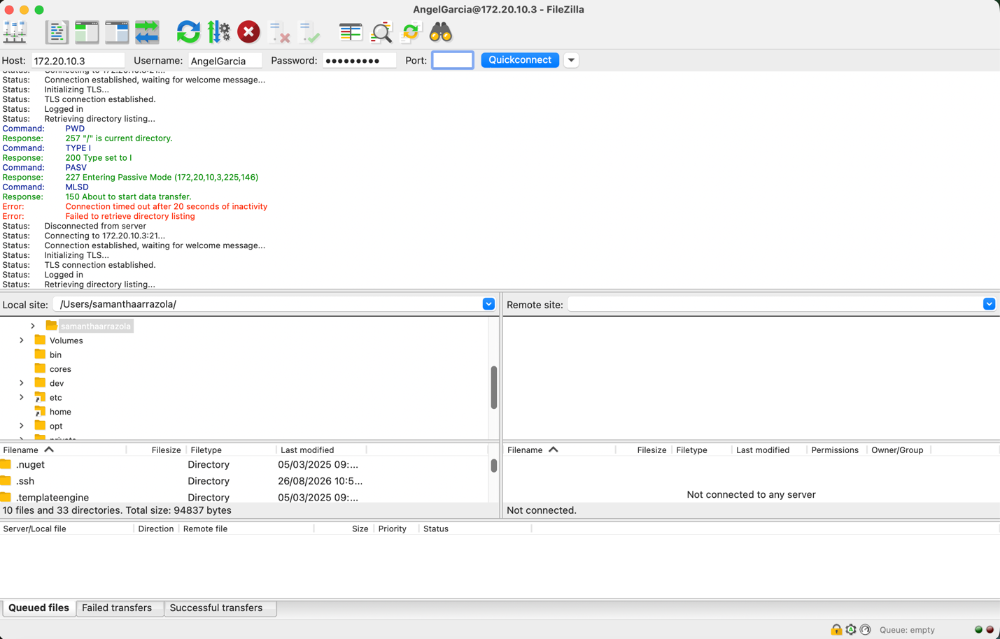 AngelGarcia@172.20.10.3 - FileZilla
Host: 172.20.10.3 Username: AngelGarcia Password: ●●●●●●●●● Port: Quickconnect
Status: Connecting to 172.20.10.3:21...
Status: Connection established, waiting for welcome message...
Status: Initializing TLS...
Status: TLS connection established.
Status: Logged in
Status: Retrieving directory listing...
Command: PWD
Response: 257 "/" is current directory.
Command: TYPE I
Response: 200 Type set to I
Command: PASV
Response: 227 Entering Passive Mode (172,20,10,3,225,146)
Command: MLSD
Response: 150 About to start data transfer.
Error: Connection timed out after 20 seconds of inactivity
Error: Failed to retrieve directory listing
Status: Disconnected from server
Status: Connecting to 172.20.10.3:21...
Status: Connection established, waiting for welcome message...
Status: Initializing TLS...
Status: TLS connection established.
Status: Logged in
Status: Retrieving directory listing...
Local site: /Users/samanthaarrazola/
samanthaarrazola
Volumes
bin
cores
dev
etc
home
opt
private
Filename Filesize Filetype Last modified
.nuget Directory 05/03/2025 09:...
.ssh Directory 26/08/2026 10:5...
.templateengine Directory 05/03/2025 09:...
10 files and 33 directories. Total size: 94837 bytes
Remote site:
Filename Filesize Filetype Last modified Permissions Owner/Group
Not connected to any server
Not connected.
Server/Local file Direction Remote file Size Priority Status
Queued files Failed transfers Successful transfers
Queue: empty